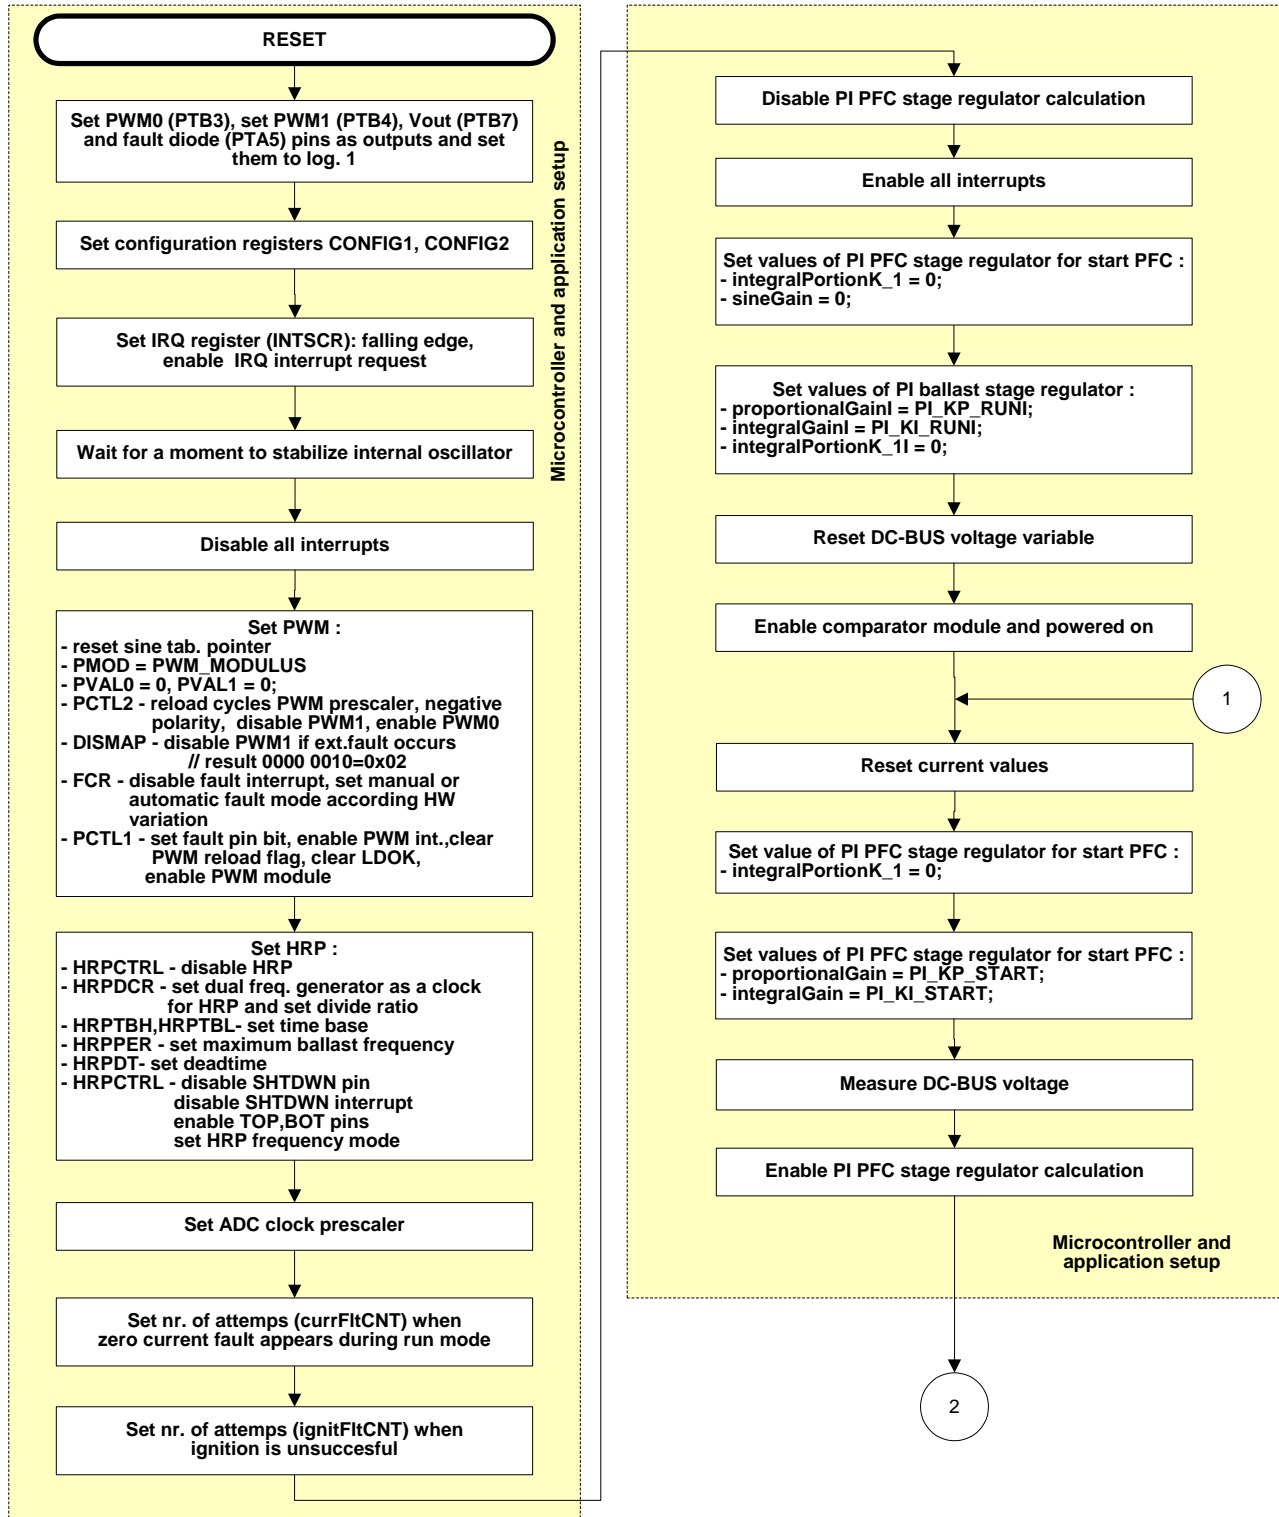 RESET
Set PWM0 (PTB3), set PWM1 (PTB4), Vout (PTB7)
and fault diode (PTA5) pins as outputs and set
them to log. 1
Set configuration registers CONFIG1, CONFIG2
Set IRQ register (INTSCR): falling edge,
enable  IRQ interrupt request
Wait for a moment to stabilize internal oscillator
Disable all interrupts
Set PWM :
- reset sine tab. pointer
- PMOD = PWM_MODULUS
- PVAL0 = 0, PVAL1 = 0;
- PCTL2 - reload cycles PWM prescaler, negative
polarity,  disable PWM1, enable PWM0
- DISMAP - disable PWM1 if ext.fault occurs
// result 0000 0010=0x02
- FCR - disable fault interrupt, set manual or
automatic fault mode according HW
variation
- PCTL1 - set fault pin bit, enable PWM int.,clear
PWM reload flag, clear LDOK,
enable PWM module
Set HRP :
- HRPCTRL - disable HRP
- HRPDCR - set dual freq. generator as a clock
for HRP and set divide ratio
- HRPTBH,HRPTBL- set time base
- HRPPER - set maximum ballast frequency
- HRPDT- set deadtime
- HRPCTRL - disable SHTDWN pin
disable SHTDWN interrupt
enable TOP,BOT pins
set HRP frequency mode
Set ADC clock prescaler
Set nr. of attemps (currFltCNT) when
zero current fault appears during run mode
Set nr. of attemps (ignitFltCNT) when
ignition is unsuccesful
Microcontroller and application setup
Disable PI PFC stage regulator calculation
Enable all interrupts
Set values of PI PFC stage regulator for start PFC :
- integralPortionK_1 = 0;
- sineGain = 0;
Set values of PI ballast stage regulator :
- proportionalGainI = PI_KP_RUNI;
- integralGainI = PI_KI_RUNI;
- integralPortionK_1I = 0;
Reset DC-BUS voltage variable
Enable comparator module and powered on
1
Reset current values
Set value of PI PFC stage regulator for start PFC :
- integralPortionK_1 = 0;
Set values of PI PFC stage regulator for start PFC :
- proportionalGain = PI_KP_START;
- integralGain = PI_KI_START;
Measure DC-BUS voltage
Enable PI PFC stage regulator calculation
Microcontroller and
application setup
2